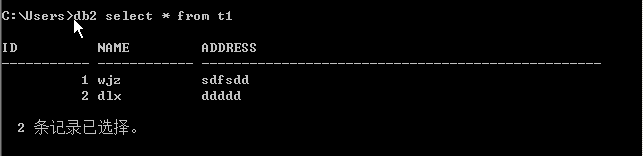 C:\Users>db2 select * from t1
ID NAME ADDRESS
----------- ------------ --------------------------------------------------
1 wjz sdfsdd
2 dlx ddddd
2 条记录已选择。